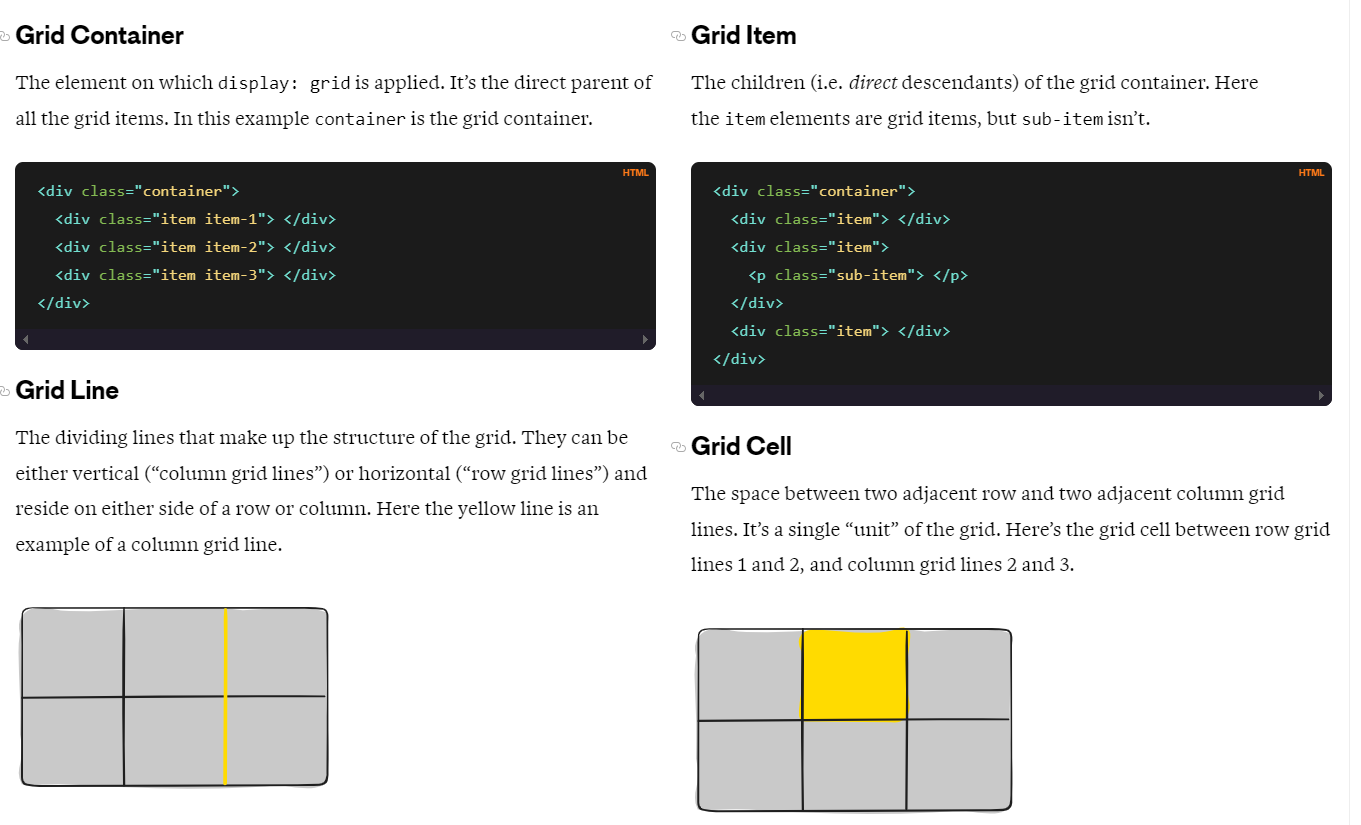 Grid Container
The element on which display: grid is applied. It’s the direct parent of
all the grid items. In this example container is the grid container.
HTML
<div class="container">
  <div class="item item-1"> </div>
  <div class="item item-2"> </div>
  <div class="item item-3"> </div>
</div>
Grid Line
The dividing lines that make up the structure of the grid. They can be
either vertical (“column grid lines”) or horizontal (“row grid lines”) and
reside on either side of a row or column. Here the yellow line is an
example of a column grid line.
Grid Item
The children (i.e. direct descendants) of the grid container. Here
the item elements are grid items, but sub-item isn’t.
HTML
<div class="container">
  <div class="item"> </div>
  <div class="item">
    <p class="sub-item"> </p>
  </div>
  <div class="item"> </div>
</div>
Grid Cell
The space between two adjacent row and two adjacent column grid
lines. It’s a single “unit” of the grid. Here’s the grid cell between row grid
lines 1 and 2, and column grid lines 2 and 3.